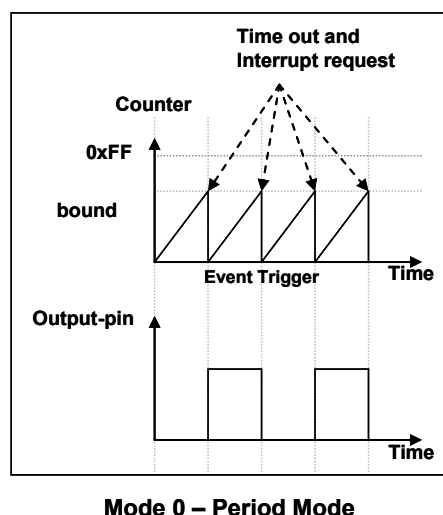 Time out and
Interrupt request
Counter
0xFF
bound
Event Trigger
Time
Output-pin
Time
Mode 0 – Period Mode